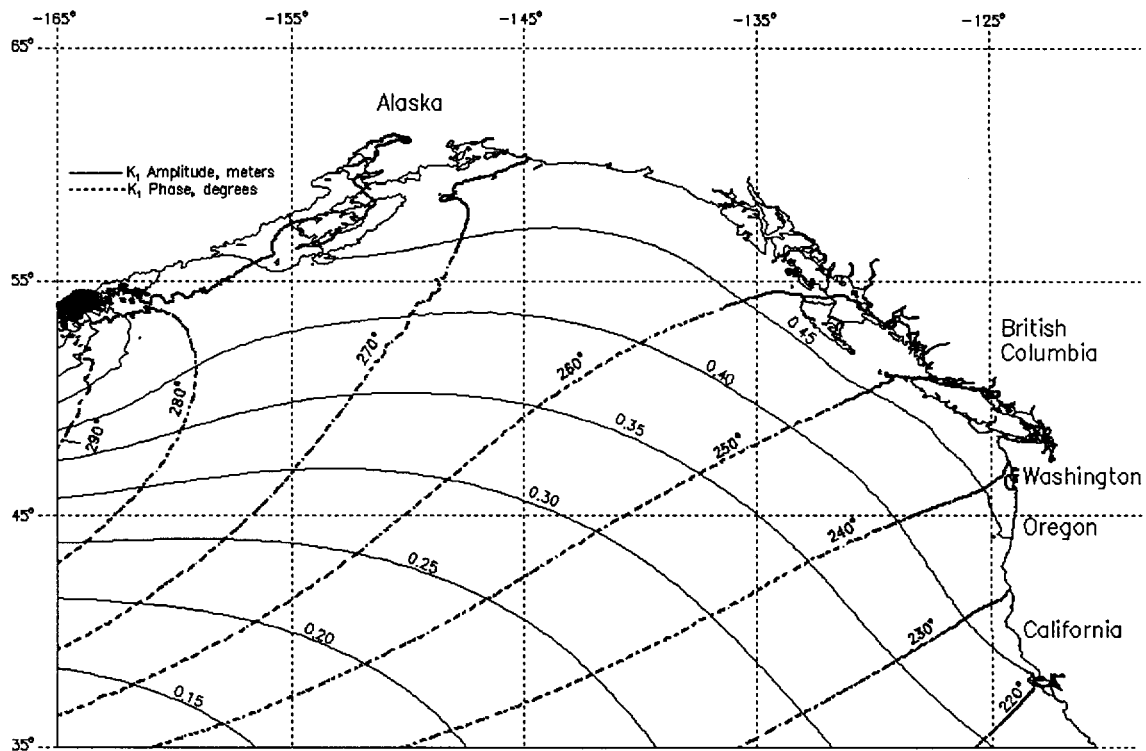 -165° -155° -145° -135° -125°
65°
Alaska
K₁ Amplitude, meters
K₁ Phase, degrees
55°
British
Columbia
0.45
270°
260°
0.40
280°
290°
0.35
250°
Washington
0.30
45°
Oregon
240°
0.25
0.20
California
230°
0.15
220°
35°